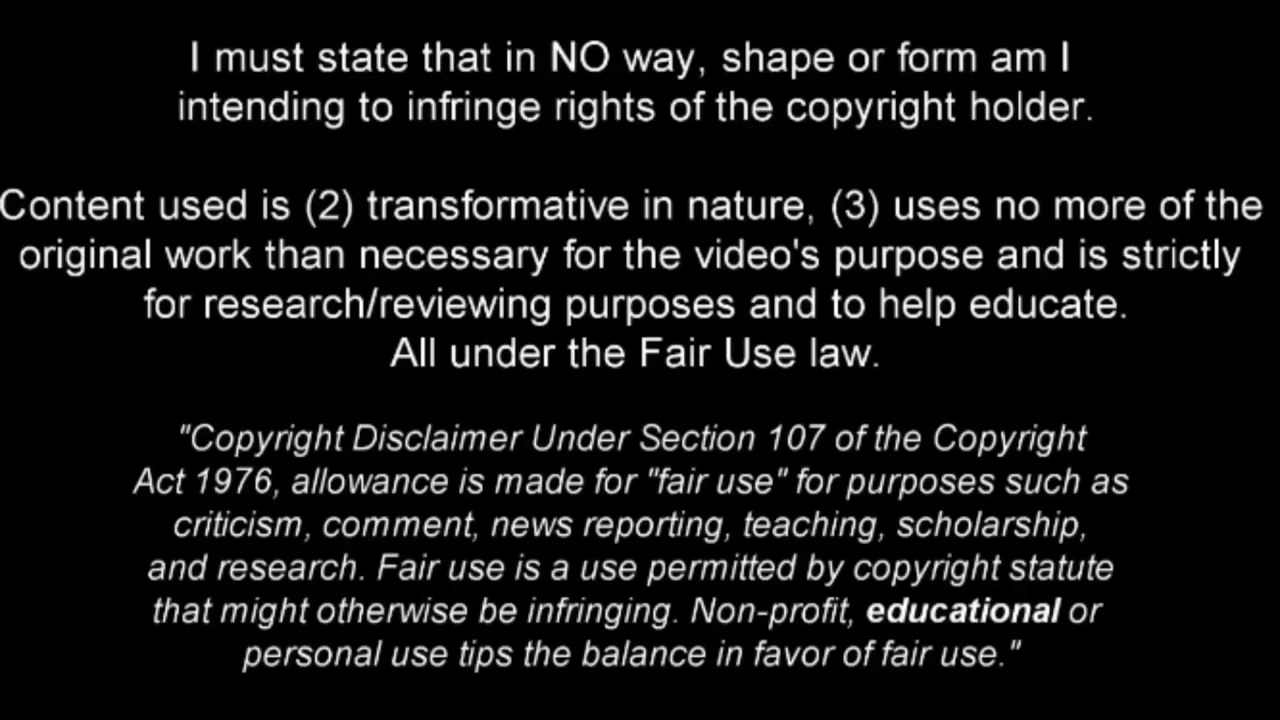 I must state that in NO way, shape or form am I
intending to infringe rights of the copyright holder.
Content used is (2) transformative in nature, (3) uses no more of the
original work than necessary for the video's purpose and is strictly
for research/reviewing purposes and to help educate.
All under the Fair Use law.
"Copyright Disclaimer Under Section 107 of the Copyright
Act 1976, allowance is made for "fair use" for purposes such as
criticism, comment, news reporting, teaching, scholarship,
and research. Fair use is a use permitted by copyright statute
that might otherwise be infringing. Non-profit, educational or
personal use tips the balance in favor of fair use."